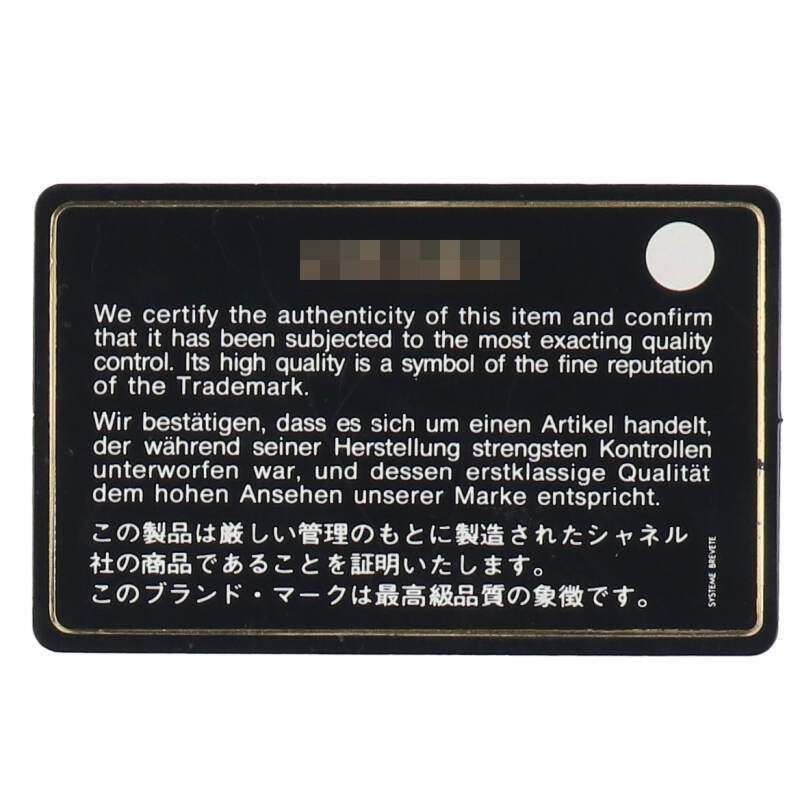 We certify the authenticity of this item and confirm
that it has been subjected to the most exacting quality
control. Its high quality is a symbol of the fine reputation
of the Trademark.
Wir bestätigen, dass es sich um einen Artikel handelt,
der während seiner Herstellung strengsten Kontrollen
unterworfen war, und dessen erstklassige Qualität
dem hohen Ansehen unserer Marke entspricht.
この製品は厳しい管理のもとに製造されたシャネル
社の商品であることを証明いたします。
このブランド・マークは最高級品質の象徴です。
SYSTEME BREVETE